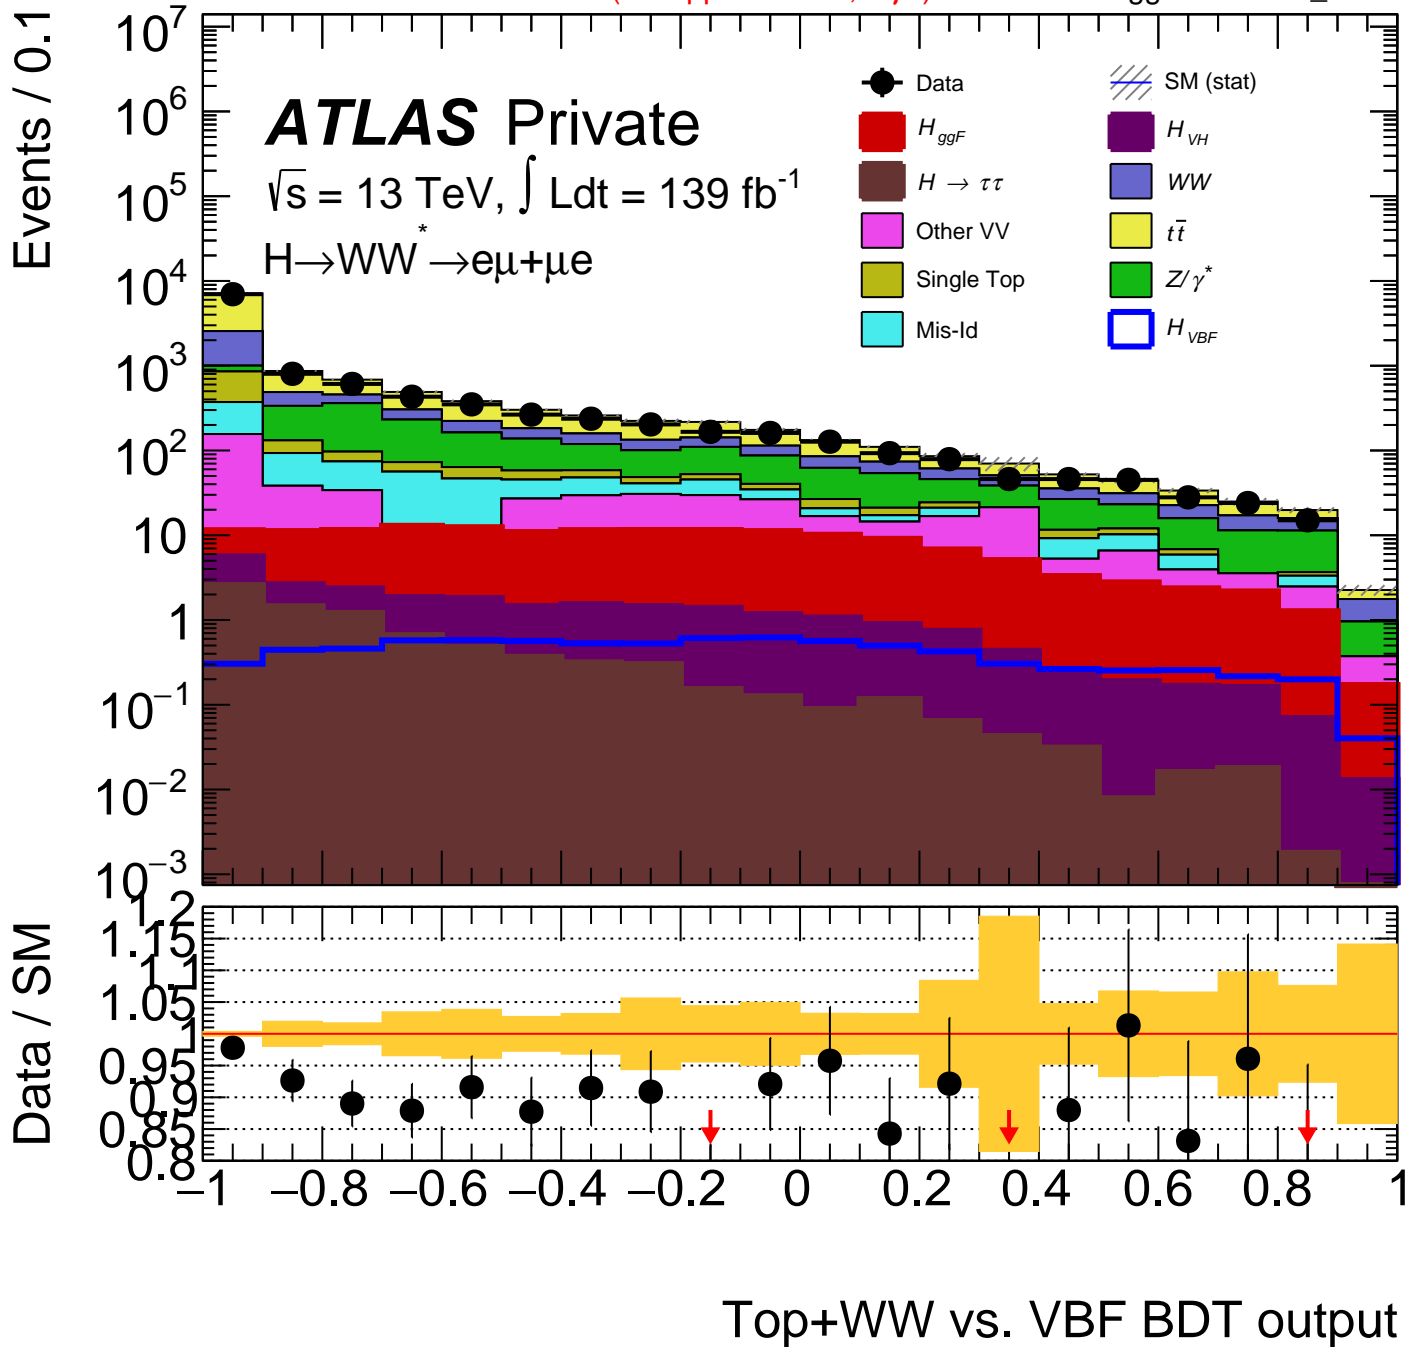 10^7
10^6
10^5
10^4
10^3
10^2
10
1
10^−1
10^−2
10^−3
Events / 0.1
ATLAS Private
√s = 13 TeV, ∫ Ldt = 139 fb^-1
H→WW^*→eμ+μe
Data
SM (stat)
H_ggF
H_VH
H → ττ
WW
Other VV
tt̄
Single Top
Z/γ^*
Mis-Id
H_VBF
Data / SM
1.2
1.15
1.1
1.05
1
0.95
0.9
0.85
0.8
−1 −0.8 −0.6 −0.4 −0.2 0 0.2 0.4 0.6 0.8 1
Top+WW vs. VBF BDT output